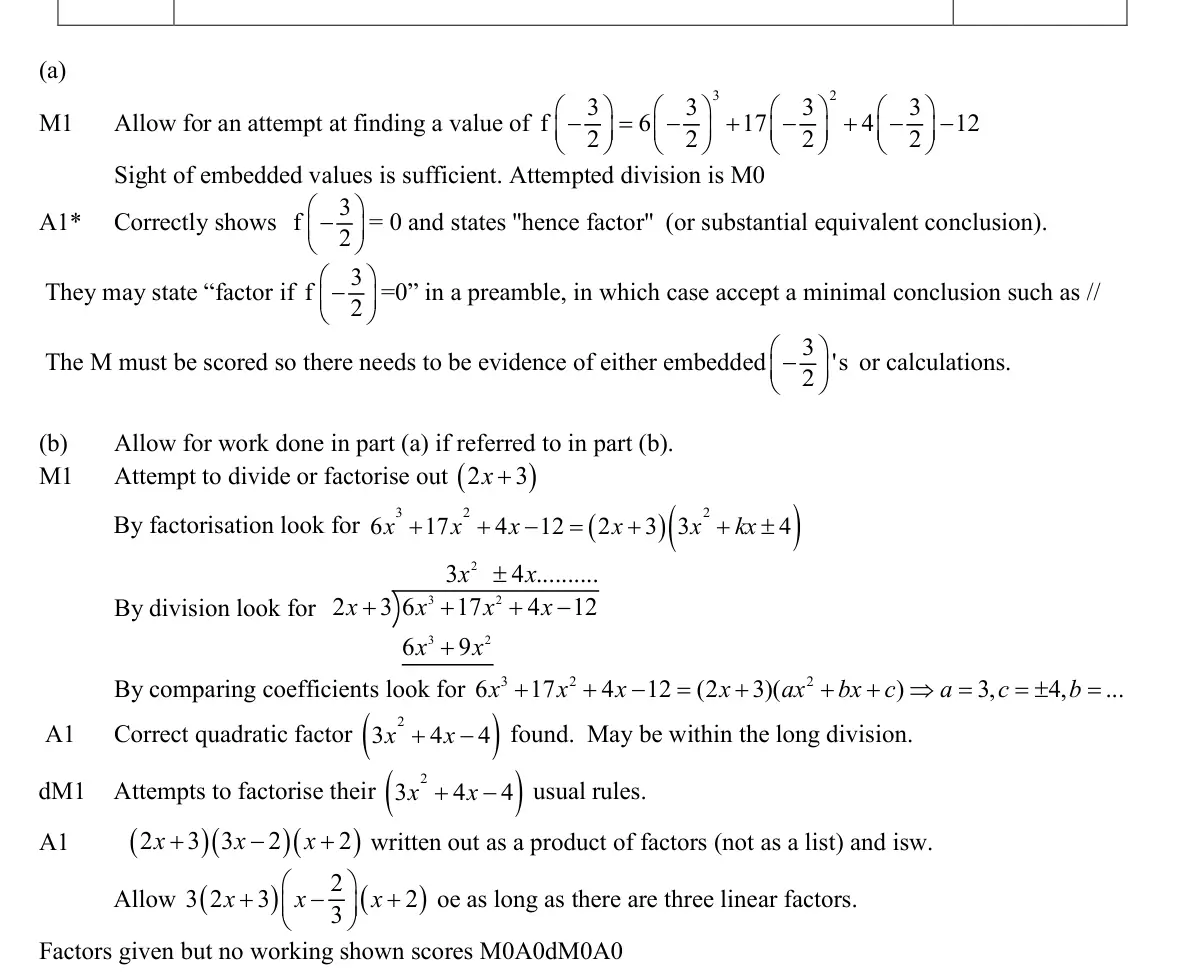 (a)
M1 Allow for an attempt at finding a value of f(−3/2) = 6(−3/2)³ + 17(−3/2)² + 4(−3/2) − 12
Sight of embedded values is sufficient. Attempted division is M0
A1* Correctly shows f(−3/2) = 0 and states "hence factor" (or substantial equivalent conclusion).
They may state “factor if f(−3/2)=0” in a preamble, in which case accept a minimal conclusion such as //
The M must be scored so there needs to be evidence of either embedded(−3/2)'s or calculations.
(b) Allow for work done in part (a) if referred to in part (b).
M1 Attempt to divide or factorise out (2x+3)
By factorisation look for 6x³ + 17x² + 4x − 12 = (2x+3)(3x² + kx ± 4)
3x² ± 4x..........
By division look for 2x+3)6x³ + 17x² + 4x − 12
6x³ + 9x²
By comparing coefficients look for 6x³ + 17x² + 4x − 12 = (2x+3)(ax² + bx + c) ⇒ a = 3, c = ±4, b = ...
A1 Correct quadratic factor (3x² + 4x − 4) found. May be within the long division.
dM1 Attempts to factorise their (3x² + 4x − 4) usual rules.
A1 (2x+3)(3x−2)(x+2) written out as a product of factors (not as a list) and isw.
Allow 3(2x+3)(x−2/3)(x+2) oe as long as there are three linear factors.
Factors given but no working shown scores M0A0dM0A0